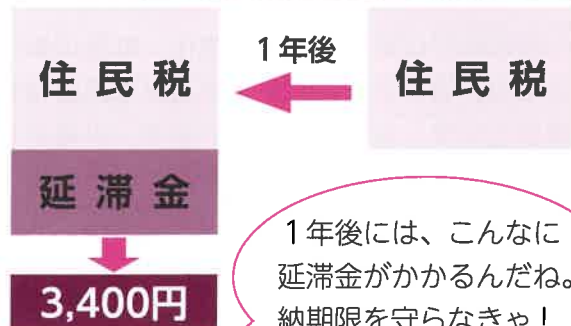 1年後
住民税
住民税
延滞金
3,400円
1年後には、こんなに
延滞金がかかるんだね。
納期限を守らなきゃ!